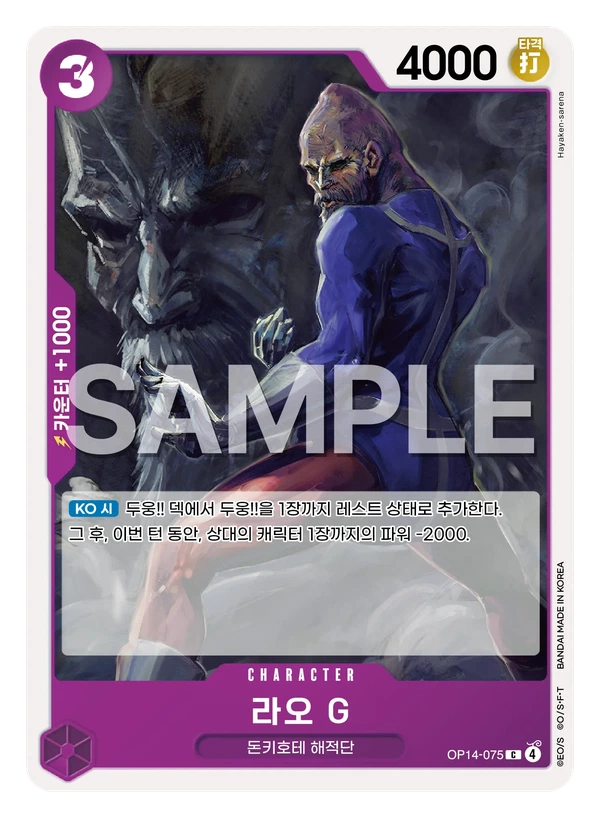 3
4000
타격
打
Hayaken-sarena
⚡카운터 +1000
SAMPLE
KO 시 두웅!! 덱에서 두웅!!을 1장까지 레스트 상태로 추가한다.
그 후, 이번 턴 동안, 상대의 캐릭터 1장까지의 파워 -2000.
CHARACTER
라오 G
돈키호테 해적단
OP14-075 C 4
©EO/S ©O/S·F·T BANDAI MADE IN KOREA